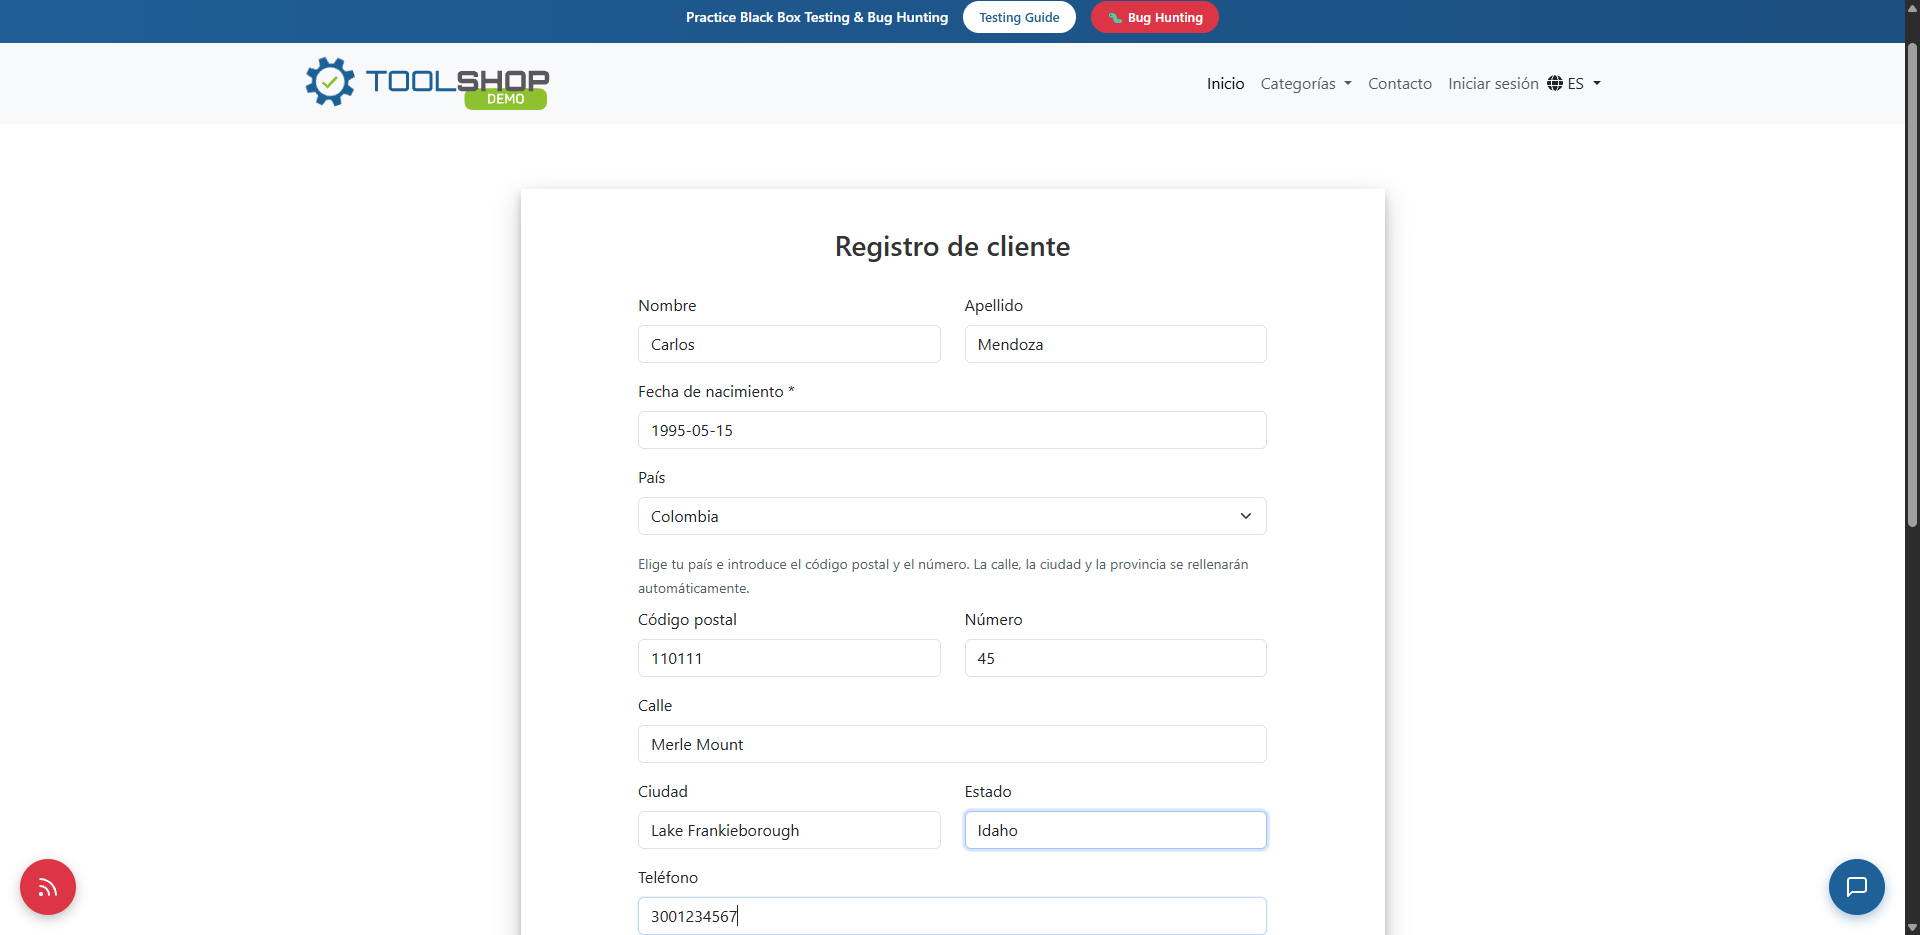 Practice Black Box Testing & Bug Hunting Testing Guide Bug Hunting
TOOLSHOP
DEMO
Inicio Categorías Contacto Iniciar sesión ES
Registro de cliente
Nombre Apellido
Carlos Mendoza
Fecha de nacimiento *
1995-05-15
País
Colombia
Elige tu país e introduce el código postal y el número. La calle, la ciudad y la provincia se rellenarán
automáticamente.
Código postal Número
110111 45
Calle
Merle Mount
Ciudad Estado
Lake Frankieborough Idaho
Teléfono
3001234567